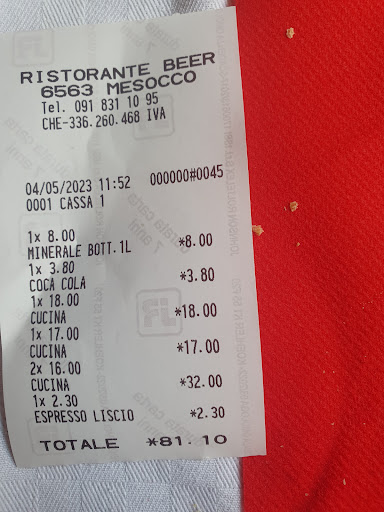 RISTORANTE BEER
6563 MESOCCO
Tel. 091 831 10 95
CHE-336.260.468 IVA
04/05/2023 11:52 000000#0045
0001 CASSA 1
1x 8.00
MINERALE BOTT.1L *8.00
1x 3.80
COCA COLA *3.80
1x 18.00
CUCINA *18.00
1x 17.00
CUCINA *17.00
2x 16.00
CUCINA *32.00
1x 2.30
ESPRESSO LISCIO *2.30
TOTALE *81.10